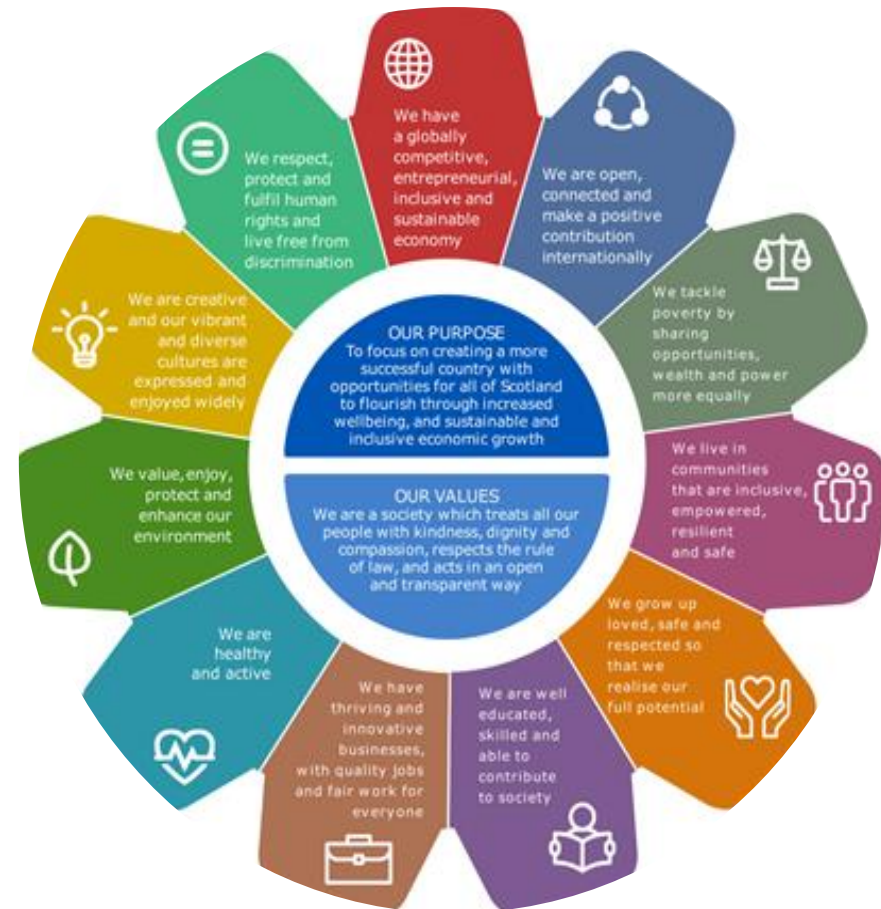 We have
a globally
competitive,
entrepreneurial,
inclusive and
sustainable
economy
We are open,
connected and
make a positive
contribution
internationally
We tackle
poverty by
sharing
opportunities,
wealth and power
more equally
We live in
communities
that are inclusive,
empowered,
resilient
and safe
We grow up
loved, safe and
respected so
that we
realise our
full potential
We are well
educated,
skilled and
able to
contribute
to society
We have
thriving and
innovative
businesses,
with quality jobs
and fair work for
everyone
We are
healthy
and active
We value, enjoy,
protect and
enhance our
environment
We are creative
and our vibrant
and diverse
cultures are
expressed and
enjoyed widely
We respect,
protect and
fulfil human
rights and
live free from
discrimination
OUR PURPOSE
To focus on creating a more
successful country with
opportunities for all of Scotland
to flourish through increased
wellbeing, and sustainable and
inclusive economic growth
OUR VALUES
We are a society which treats all our
people with kindness, dignity and
compassion, respects the rule
of law, and acts in an open
and transparent way